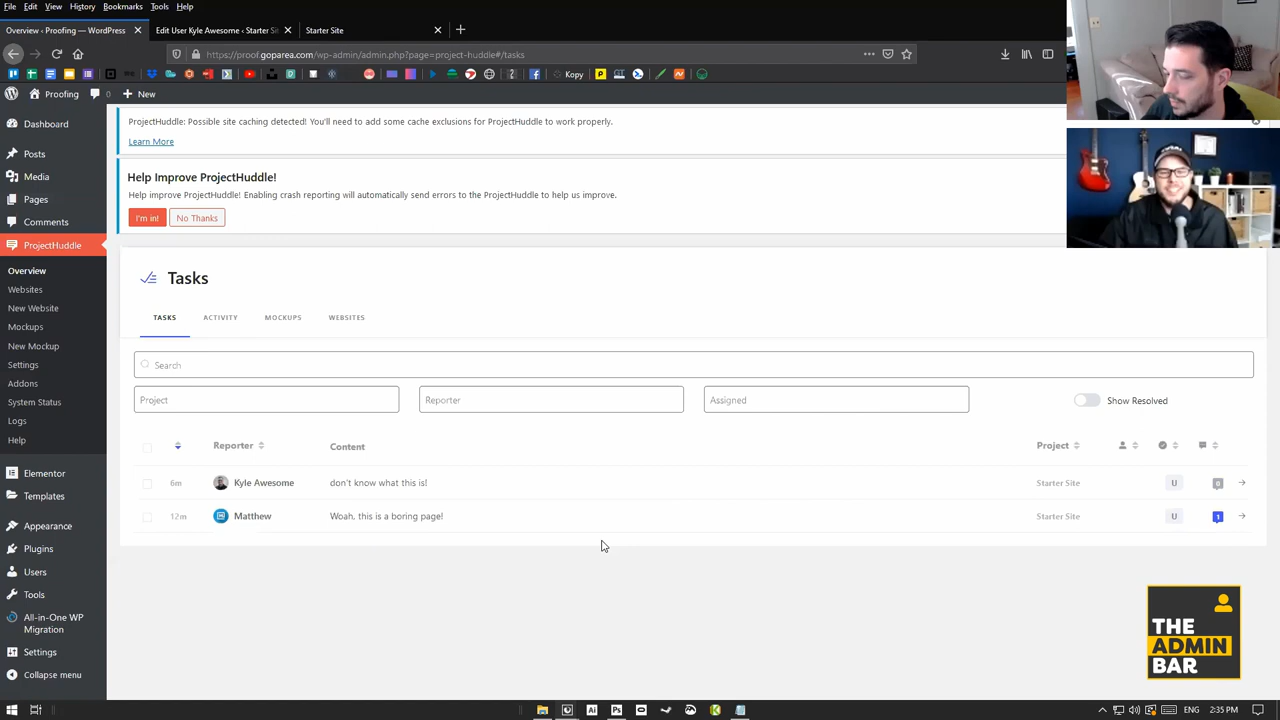 File Edit View History Bookmarks Tools Help
Overview ‹ Proofing — WordPress
Edit User Kyle Awesome ‹ Starter Sit
Starter Site
https://proof.goparea.com/wp-admin/admin.php?page=project-huddle#/tasks
Kopy
Proofing
0
New
Dashboard
Posts
Media
Pages
Comments
ProjectHuddle
Overview
Websites
New Website
Mockups
New Mockup
Settings
Addons
System Status
Logs
Help
Elementor
Templates
Appearance
Plugins
Users
Tools
All-in-One WP
Migration
Settings
Collapse menu
ProjectHuddle: Possible site caching detected! You'll need to add some cache exclusions for ProjectHuddle to work properly.
Learn More
Help Improve ProjectHuddle!
Help improve ProjectHuddle! Enabling crash reporting will automatically send errors to the ProjectHuddle to help us improve.
I'm in!
No Thanks
Tasks
TASKS
ACTIVITY
MOCKUPS
WEBSITES
Search
Project
Reporter
Assigned
Show Resolved
Reporter
Content
Project
6m
Kyle Awesome
don't know what this is!
Starter Site
U
0
12m
Matthew
Woah, this is a boring page!
Starter Site
U
1
THE
ADMIN
BAR
ENG
2:35 PM